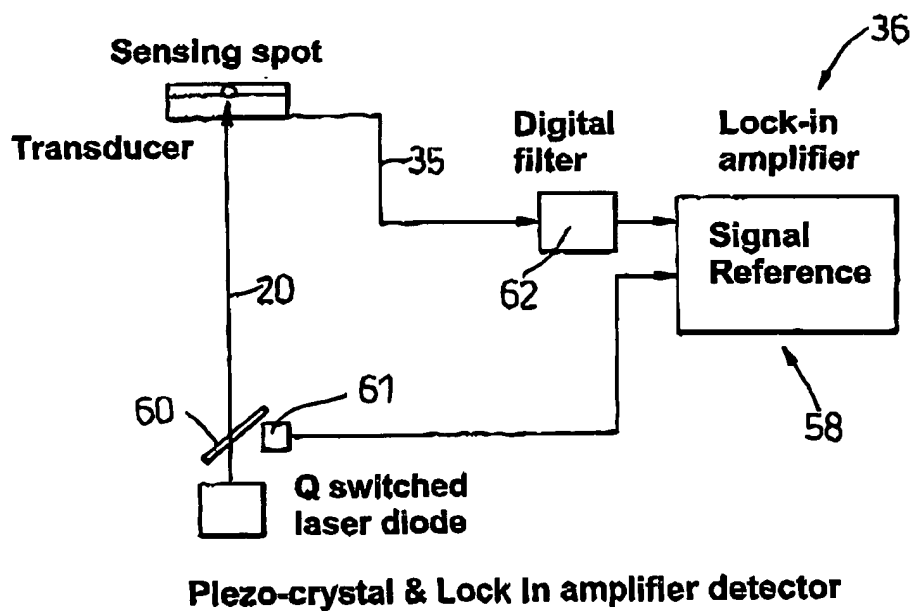 36
Sensing spot
Transducer
35
Digital
filter
Lock-in
amplifier
62
Signal
Reference
20
60
61
58
Q switched
laser diode
Piezo-crystal & Lock In amplifier detector